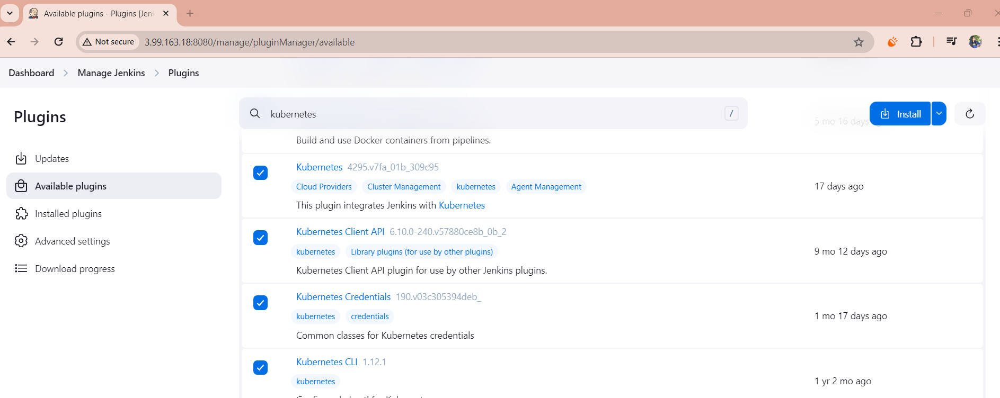 Available plugins - Plugins [Jen
Not secure
3.99.163.18:8080/manage/pluginManager/available
Dashboard
Manage Jenkins
Plugins
Plugins
kubernetes
/
Install
5 mo 16 days
Updates
Available plugins
Installed plugins
Advanced settings
Download progress
Build and use Docker containers from pipelines.
Kubernetes 4295.v7fa_01b_309c95
Cloud Providers Cluster Management kubernetes Agent Management
17 days ago
This plugin integrates Jenkins with Kubernetes
Kubernetes Client API 6.10.0-240.v57880ce8b_0b_2
kubernetes Library plugins (for use by other plugins)
9 mo 12 days ago
Kubernetes Client API plugin for use by other Jenkins plugins.
Kubernetes Credentials 190.v03c305394deb_
kubernetes credentials
1 mo 17 days ago
Common classes for Kubernetes credentials
Kubernetes CLI 1.12.1
kubernetes
1 yr 2 mo ago